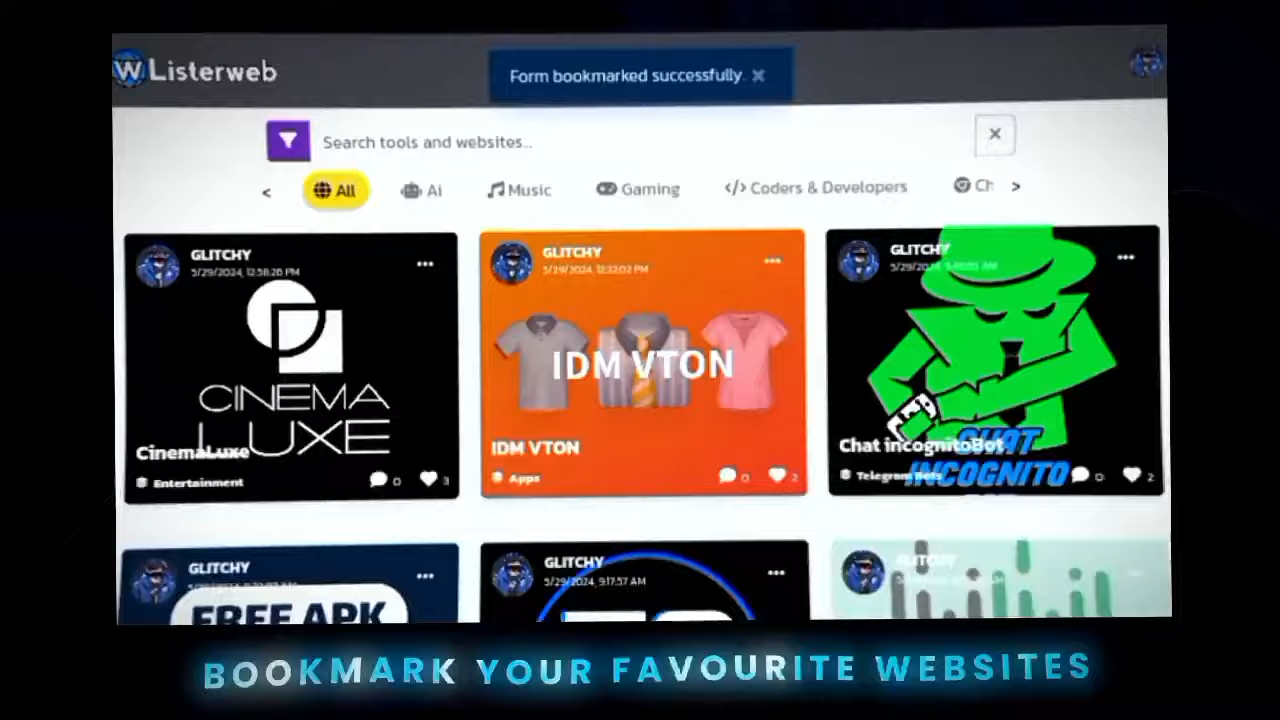 W Listerweb
Form bookmarked successfully.
Search tools and websites...
< All Ai Music Gaming </> Coders & Developers Ch >
GLITCHY
5/29/2024, 12:58:26 PM
CINEMA
LUXE
CinemaLuxe
Entertainment
0
3
GLITCHY
5/29/2024, 12:32:02 PM
IDM VTON
IDM VTON
Apps
0
2
GLITCHY
CHAT
INCOGNITO
Chat incognitoBot
Telegram Bots
0
2
GLITCHY
FREE APK
GLITCHY
5/29/2024, 9:17:57 AM
GLITCHY
BOOKMARK YOUR FAVOURITE WEBSITES